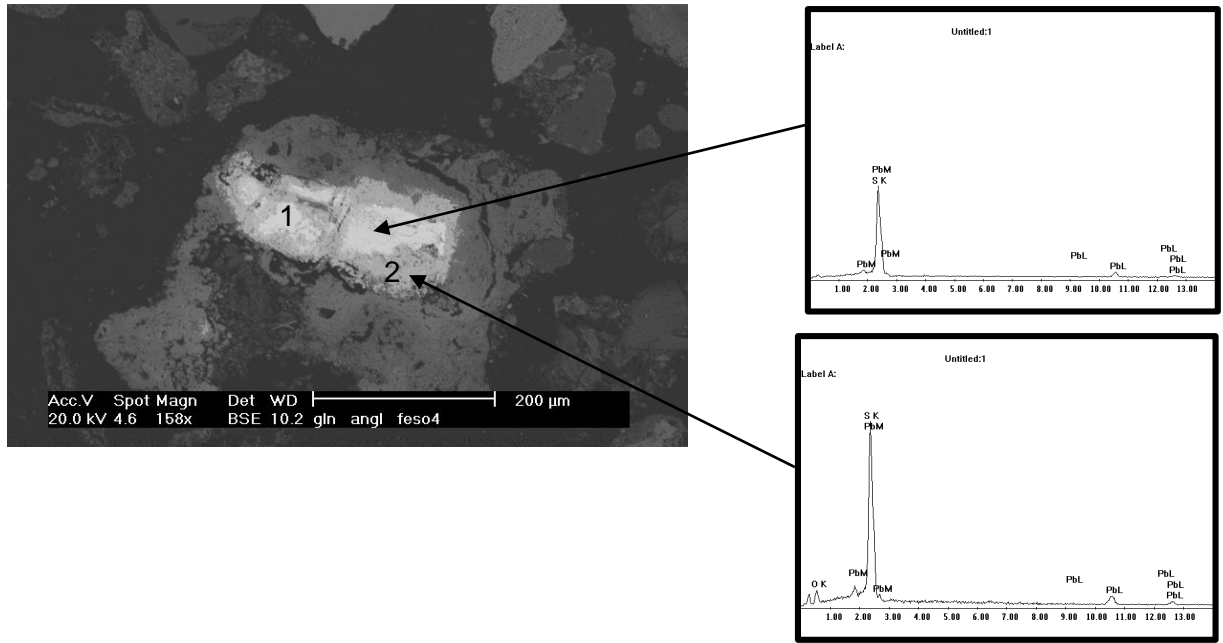 1
2
Acc.V Spot Magn Det WD 200 µm
20.0 kV 4.6 158x BSE 10.2 gln angl feso4
Untitled:1
Label A:
PbM
S K
PbM
PbM
PbL
PbL
PbL
PbL
PbL
1.00 2.00 3.00 4.00 5.00 6.00 7.00 8.00 9.00 10.00 11.00 12.00 13.00
Untitled:1
Label A:
S K
PbM
O K
PbM
PbM
PbL
PbL
PbL
PbL
PbL
1.00 2.00 3.00 4.00 5.00 6.00 7.00 8.00 9.00 10.00 11.00 12.00 13.00